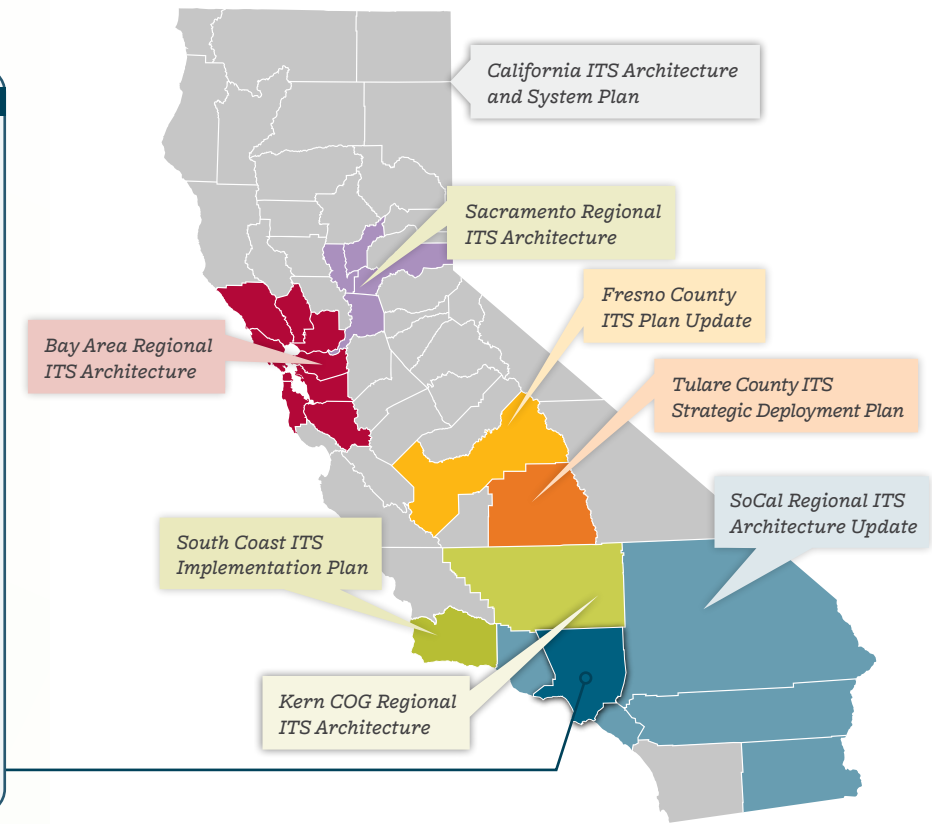 California ITS Architecture
and System Plan
Sacramento Regional
ITS Architecture
Fresno County
ITS Plan Update
Bay Area Regional
ITS Architecture
Tulare County ITS
Strategic Deployment Plan
SoCal Regional ITS
Architecture Update
South Coast ITS
Implementation Plan
Kern COG Regional
ITS Architecture